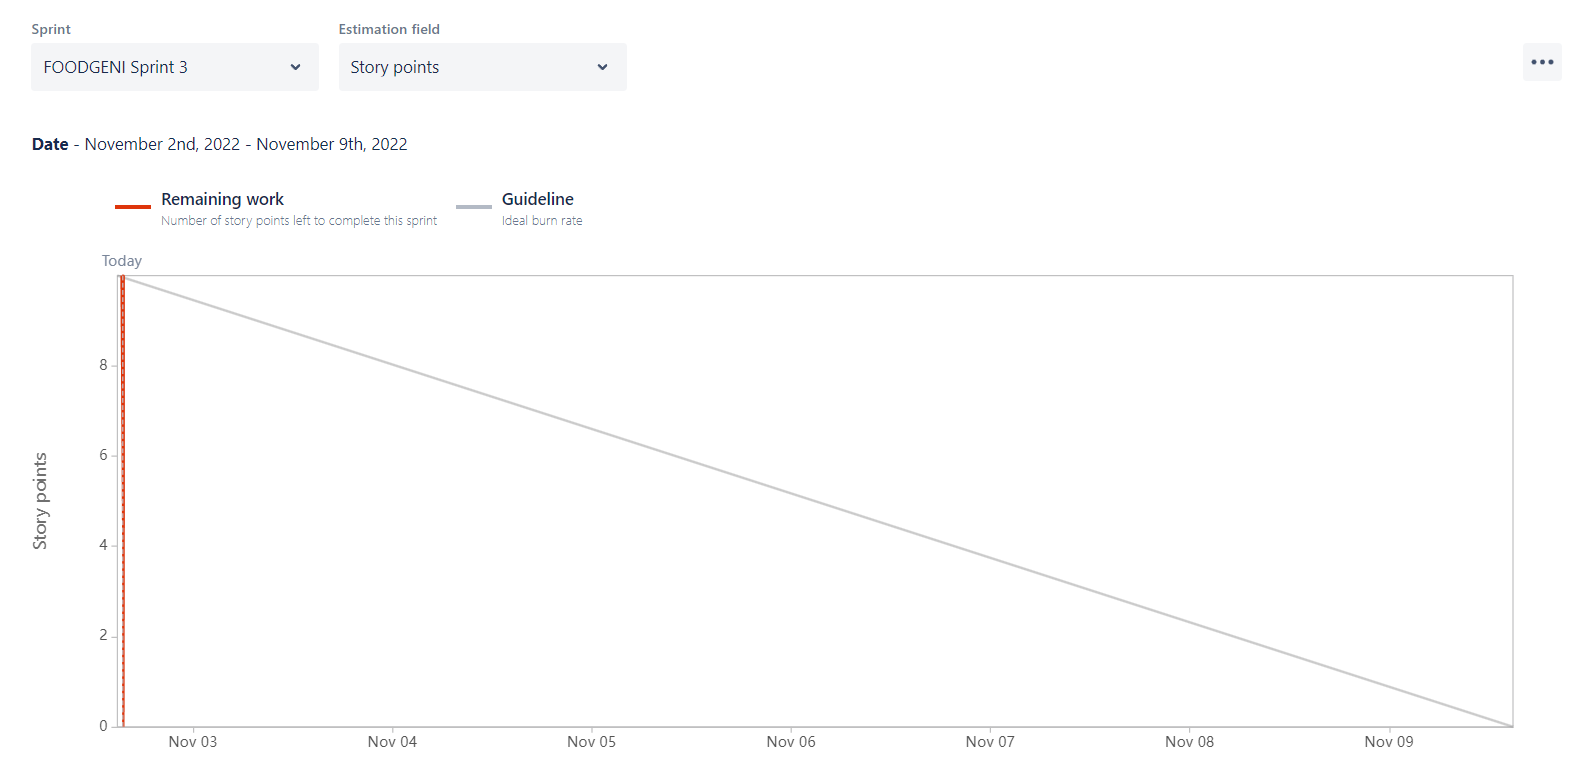 Sprint
Estimation field
FOODGENI Sprint 3
Story points
Date - November 2nd, 2022 - November 9th, 2022
Remaining work
Number of story points left to complete this sprint
Guideline
Ideal burn rate
Today
8
6
4
2
0
Story points
Nov 03
Nov 04
Nov 05
Nov 06
Nov 07
Nov 08
Nov 09